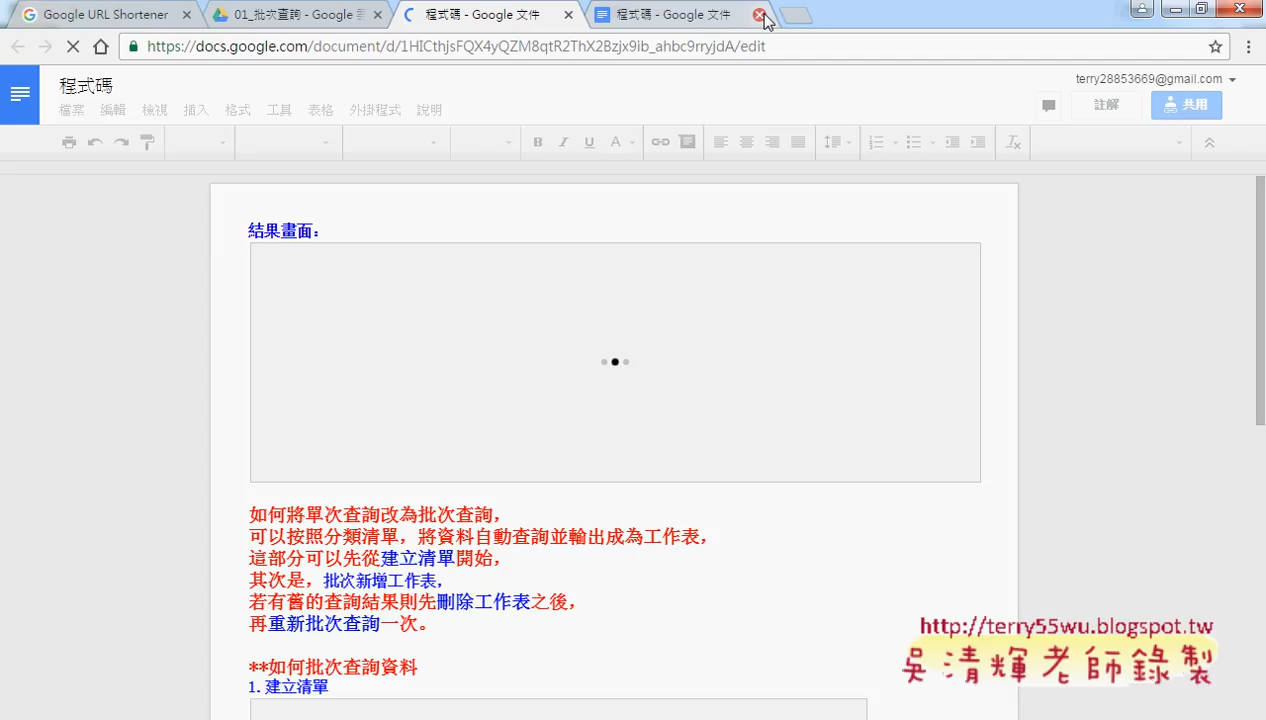 Google URL Shortener
01_批次查詢 - Google 雲
程式碼 - Google 文件
程式碼 - Google 文件
https://docs.google.com/document/d/1HICthjsFQX4yQZM8qtR2ThX2Bzjx9ib_ahbc9rryjdA/edit
程式碼
terry28853669@gmail.com
檔案 編輯 檢視 插入 格式 工具 表格 外掛程式 說明
註解
共用
結果畫面：
如何將單次查詢改為批次查詢，
可以按照分類清單，將資料自動查詢並輸出成為工作表，
這部分可以先從建立清單開始，
其次是，批次新增工作表，
若有舊的查詢結果則先刪除工作表之後，
再重新批次查詢一次。
**如何批次查詢資料
1. 建立清單
http://terry55wu.blogspot.tw
吳清輝老師錄製